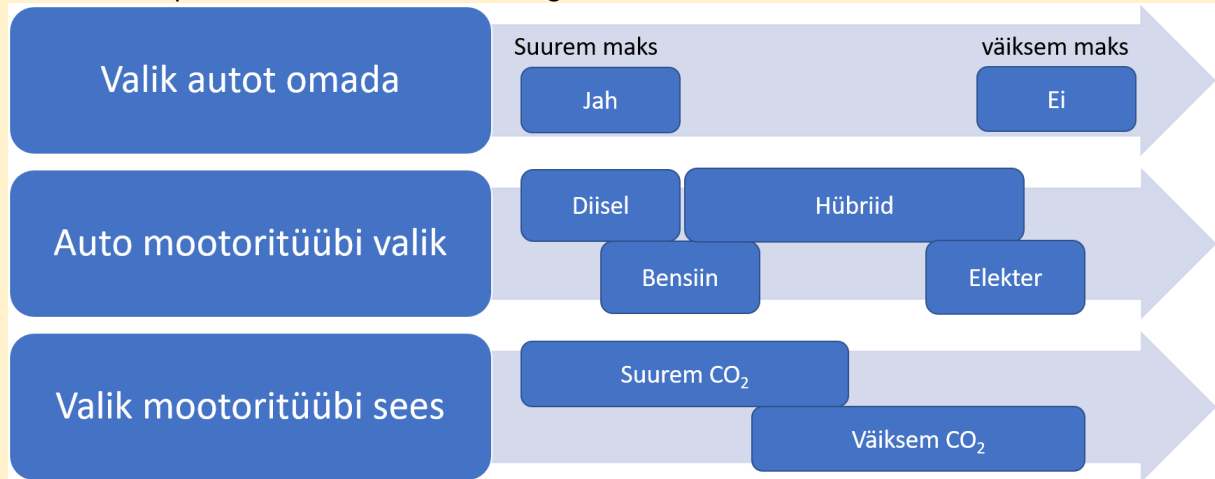 Valik autot omada
Suurem maks
väiksem maks
Jah
Ei
Auto mootoritüübi valik
Diisel
Hübriid
Bensiin
Elekter
Valik mootoritüübi sees
Suurem CO₂
Väiksem CO₂